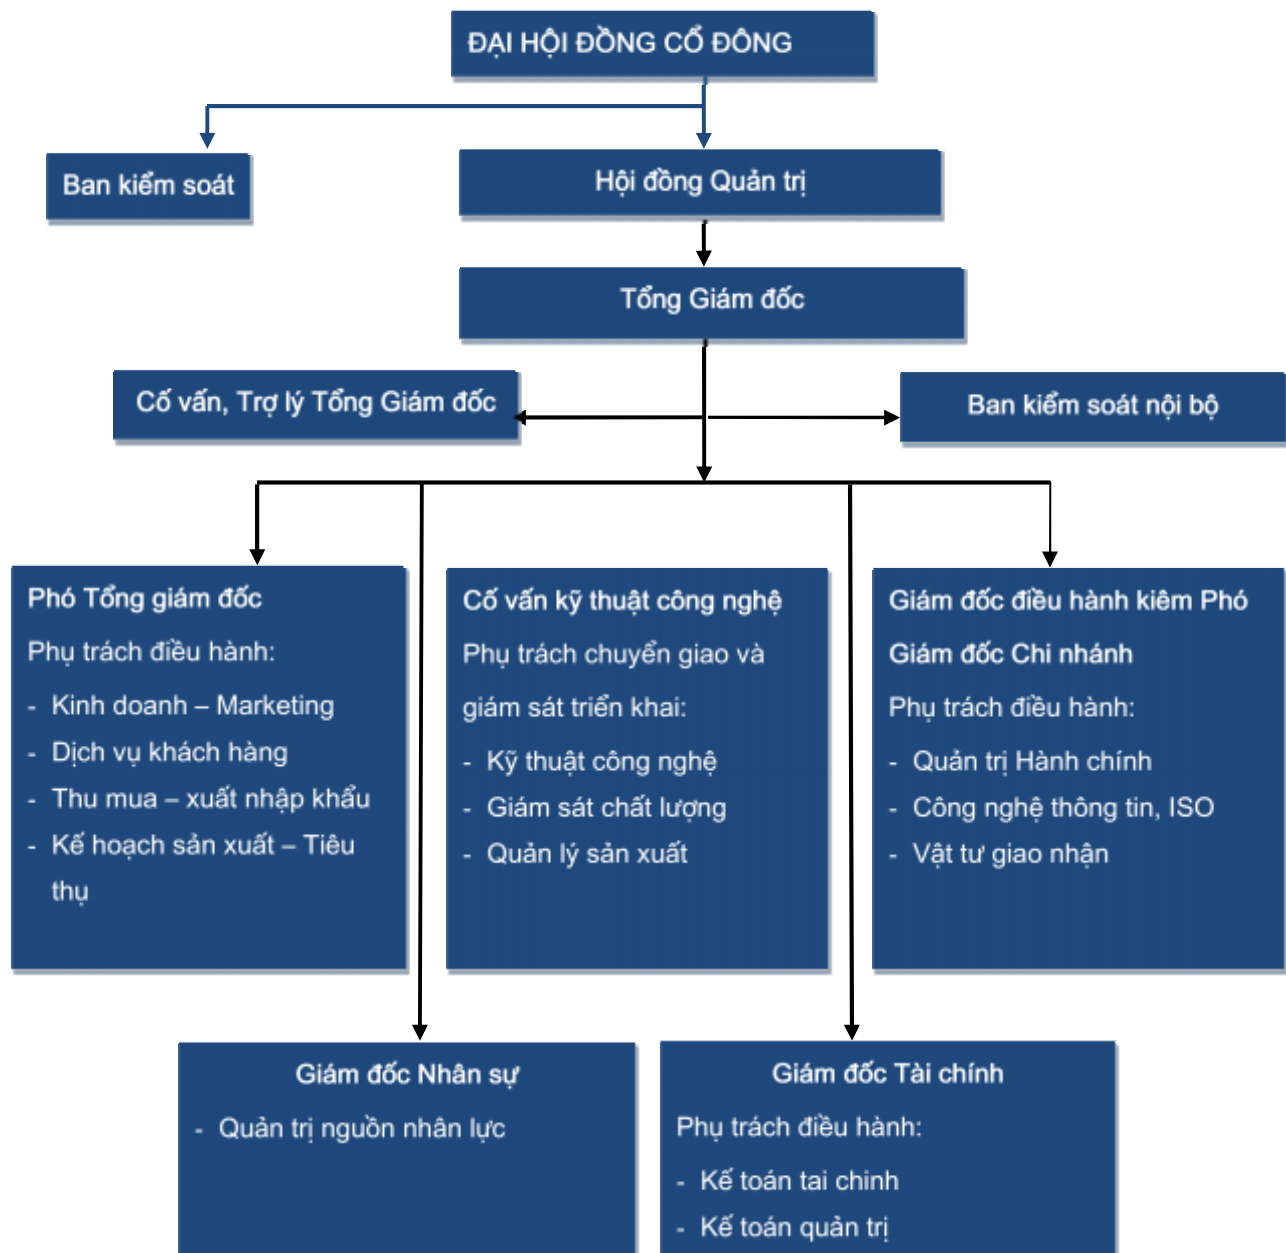 ĐẠI HỘI ĐỒNG CỔ ĐÔNG
Ban kiểm soát
Hội đồng Quản trị
Tổng Giám đốc
Cố vấn, Trợ lý Tổng Giám đốc
Ban kiểm soát nội bộ
Phó Tổng giám đốc
Phụ trách điều hành:
- Kinh doanh – Marketing
- Dịch vụ khách hàng
- Thu mua – xuất nhập khẩu
- Kế hoạch sản xuất – Tiêu
thụ
Cố vấn kỹ thuật công nghệ
Phụ trách chuyển giao và
giám sát triển khai:
- Kỹ thuật công nghệ
- Giám sát chất lượng
- Quản lý sản xuất
Giám đốc điều hành kiêm Phó
Giám đốc Chi nhánh
Phụ trách điều hành:
- Quản trị Hành chính
- Công nghệ thông tin, ISO
- Vật tư giao nhận
Giám đốc Nhân sự
- Quản trị nguồn nhân lực
Giám đốc Tài chính
Phụ trách điều hành:
- Kế toán tai chinh
- Kế toán quản trị